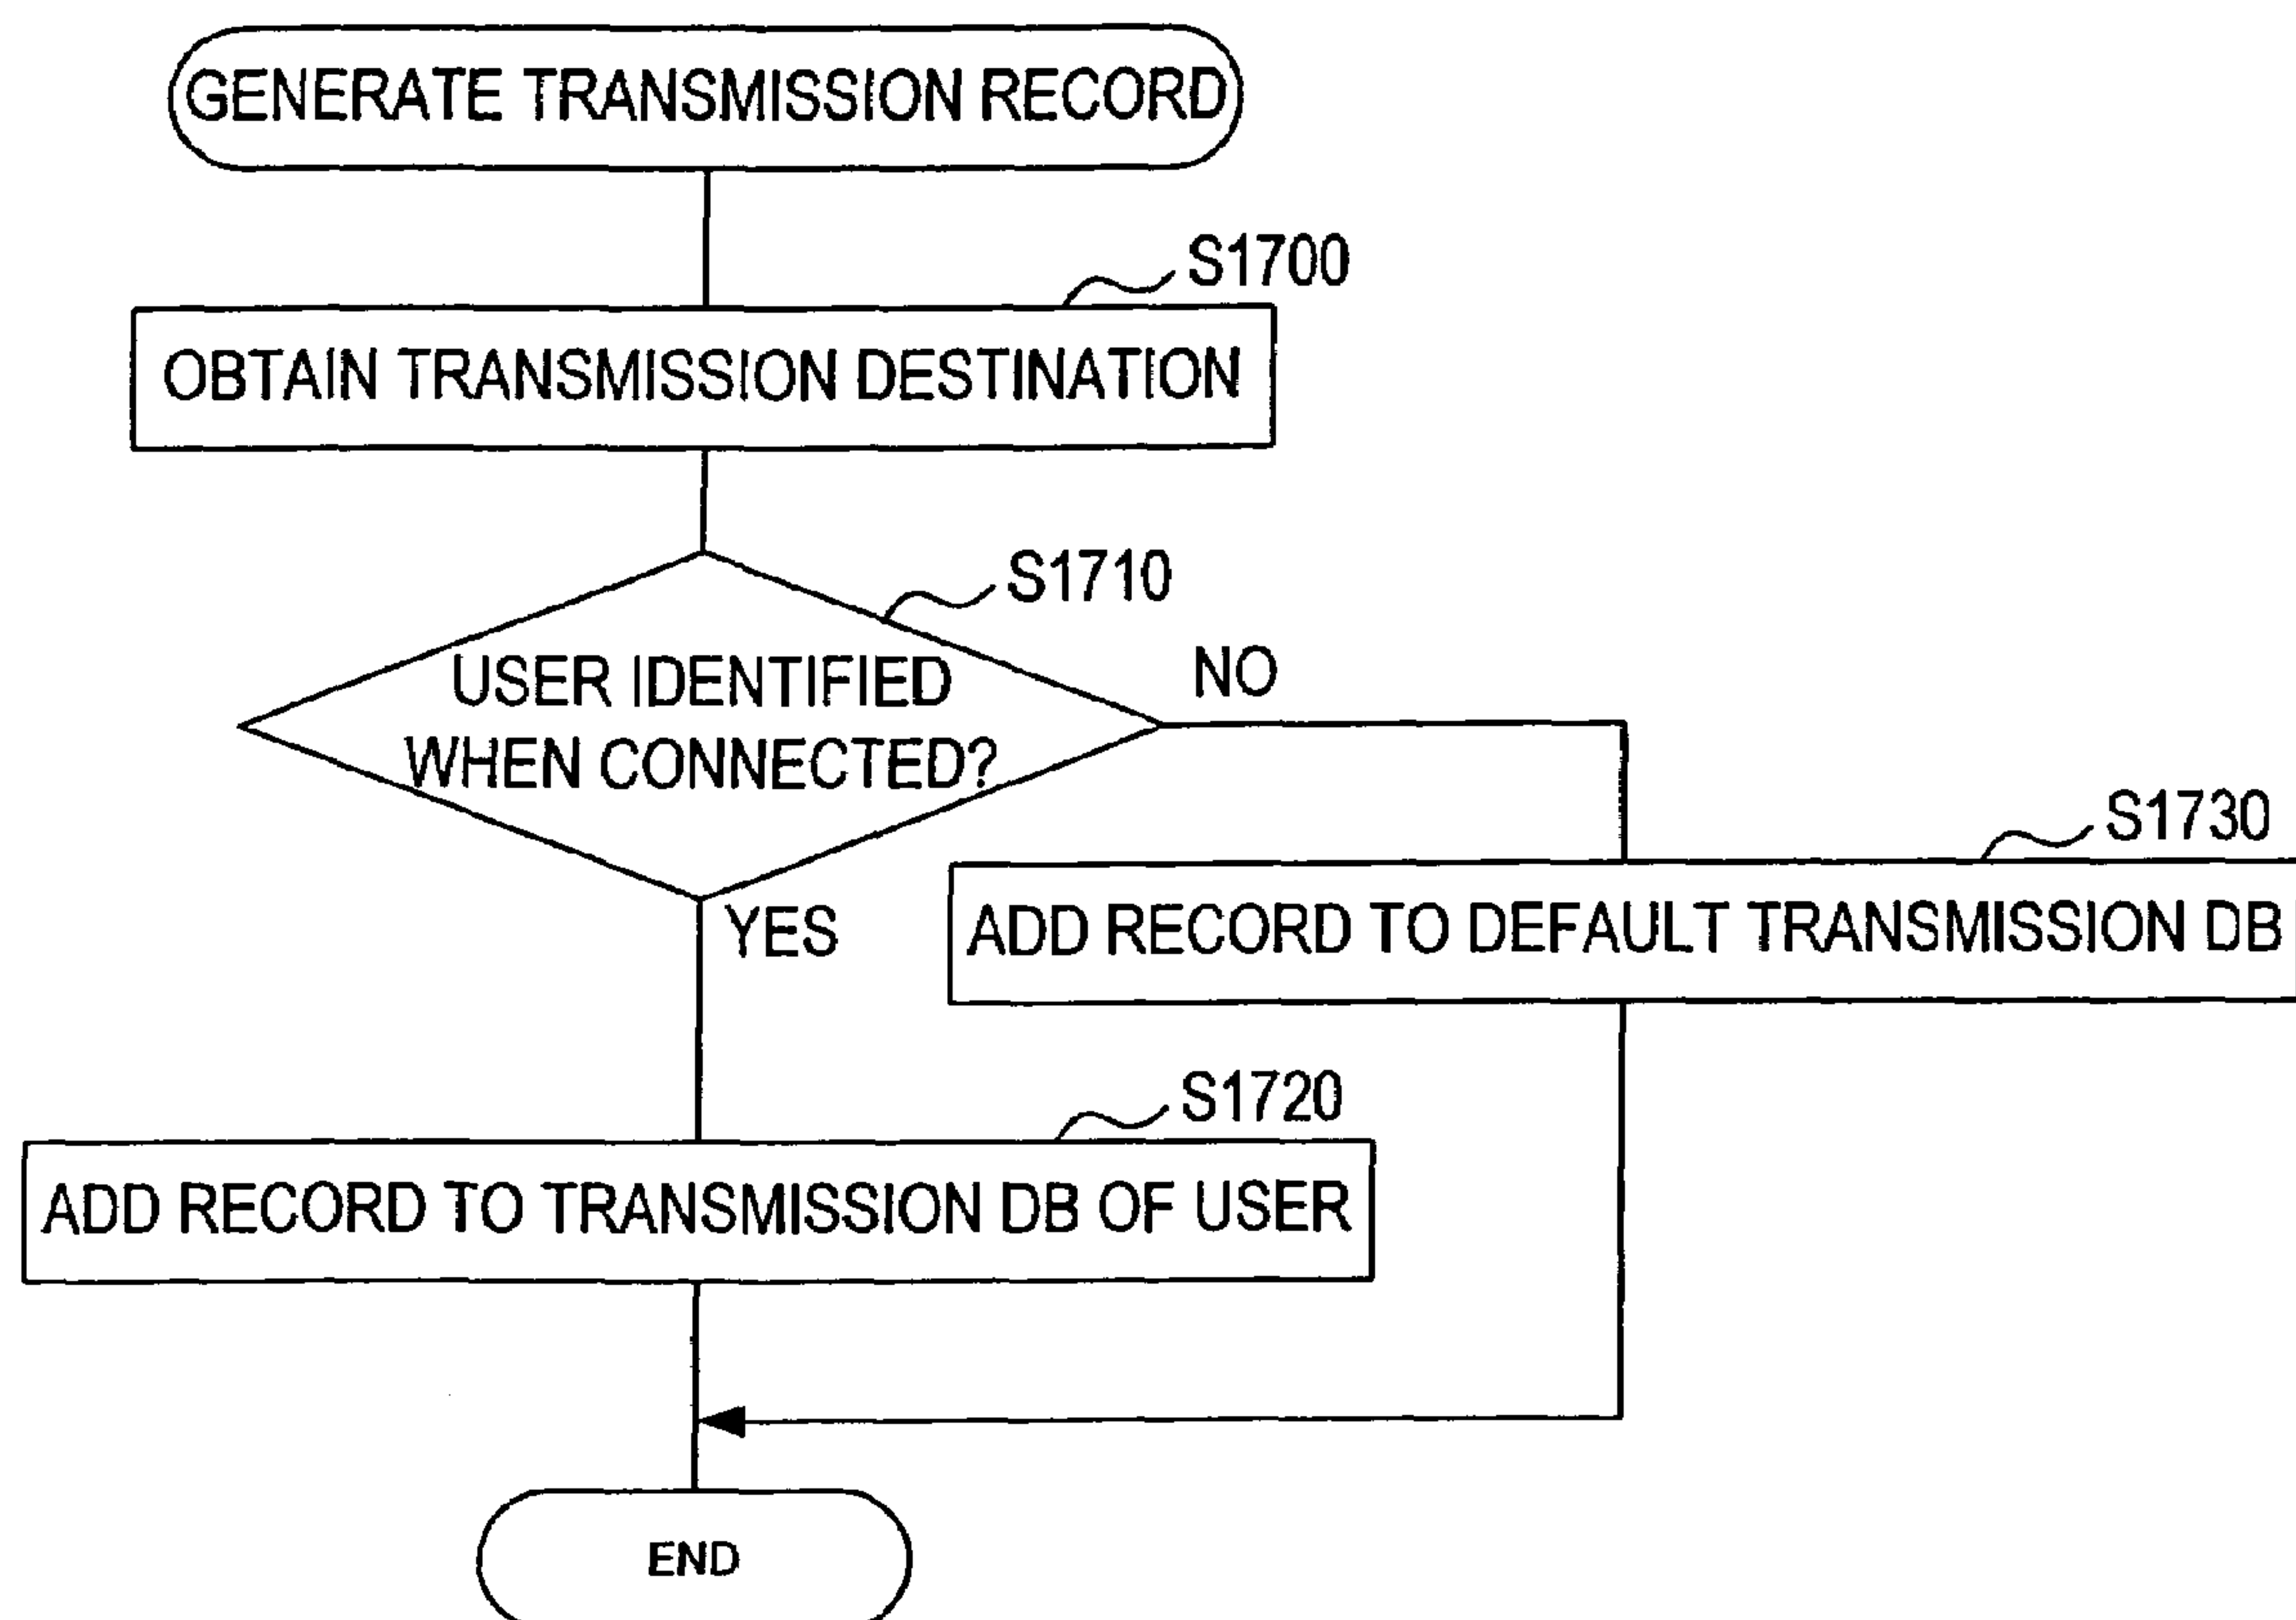 GENERATE TRANSMISSION RECORD
S1700
OBTAIN TRANSMISSION DESTINATION
S1710
USER IDENTIFIED
WHEN CONNECTED?
NO
YES
S1730
ADD RECORD TO DEFAULT TRANSMISSION DB
S1720
ADD RECORD TO TRANSMISSION DB OF USER
END